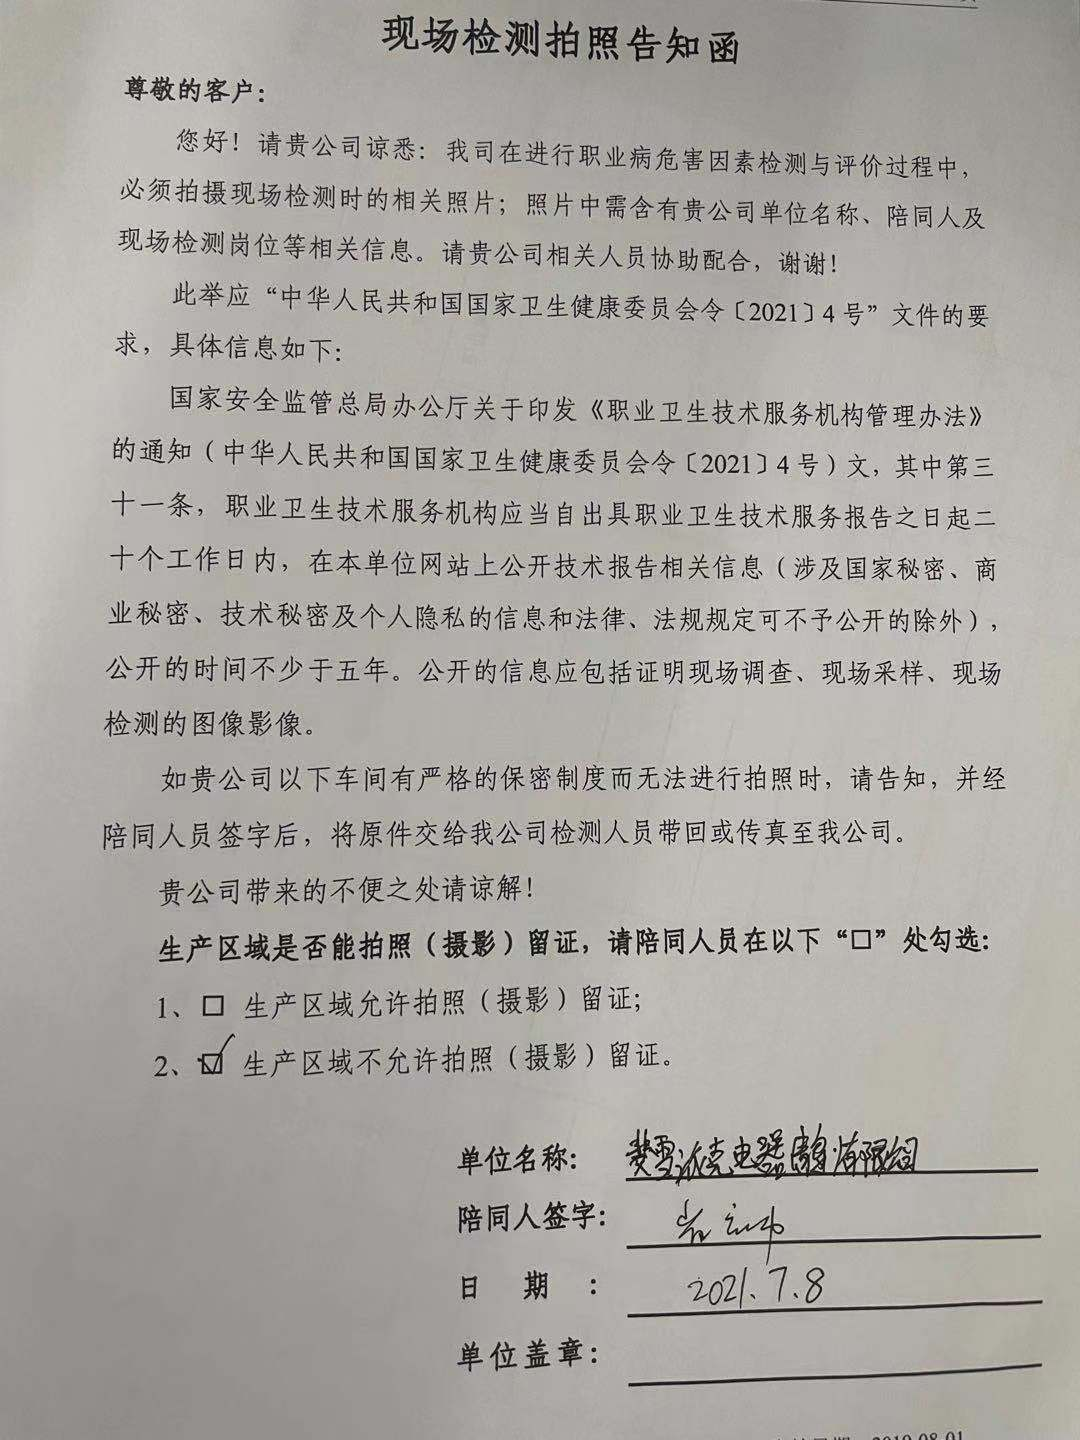 现场检测拍照告知函
尊敬的客户：
您好！请贵公司谅悉：我司在进行职业病危害因素检测与评价过程中，
必须拍摄现场检测时的相关照片；照片中需含有贵公司单位名称、陪同人及
现场检测岗位等相关信息。请贵公司相关人员协助配合，谢谢！
此举应“中华人民共和国国家卫生健康委员会令〔2021〕4号”文件的要
求，具体信息如下：
国家安全监管总局办公厅关于印发《职业卫生技术服务机构管理办法》
的通知（中华人民共和国国家卫生健康委员会令〔2021〕4号）文，其中第三
十一条，职业卫生技术服务机构应当自出具职业卫生技术服务报告之日起二
十个工作日内，在本单位网站上公开技术报告相关信息（涉及国家秘密、商
业秘密、技术秘密及个人隐私的信息和法律、法规规定可不予公开的除外），
公开的时间不少于五年。公开的信息应包括证明现场调查、现场采样、现场
检测的图像影像。
如贵公司以下车间有严格的保密制度而无法进行拍照时，请告知，并经
陪同人员签字后，将原件交给我公司检测人员带回或传真至我公司。
贵公司带来的不便之处请谅解！
生产区域是否能拍照（摄影）留证，请陪同人员在以下“□”处勾选：
1、□ 生产区域允许拍照（摄影）留证；
2、☑ 生产区域不允许拍照（摄影）留证。
单位名称： 斐雪派克电器 有限公司
陪同人签字：
日 期 ： 2021.7.8
单位盖章：
2019-08-01